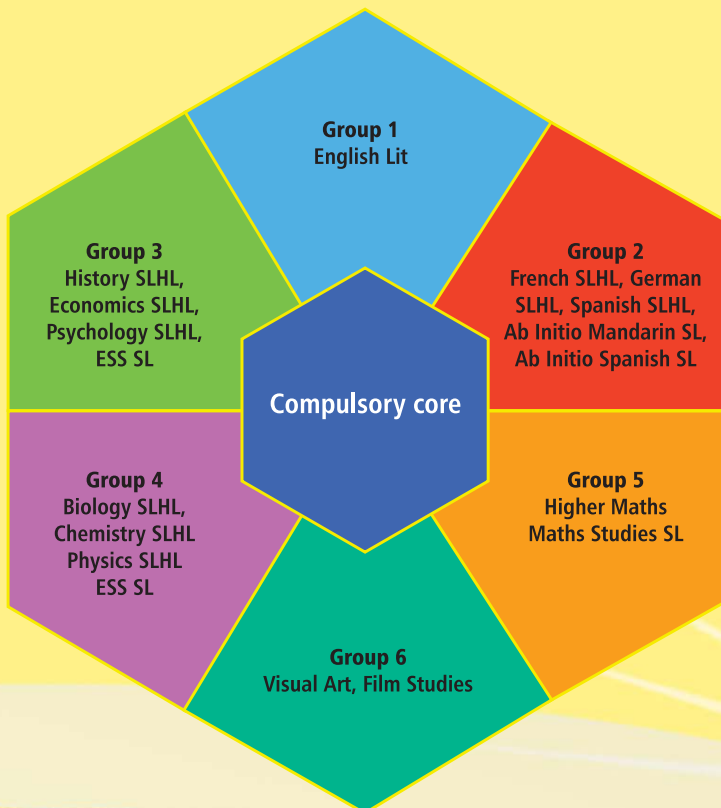 Group 1
English Lit
Group 3
History SLHL,
Economics SLHL,
Psychology SLHL,
ESS SL
Group 2
French SLHL, German
SLHL, Spanish SLHL,
Ab Initio Mandarin SL,
Ab Initio Spanish SL
Compulsory core
Group 4
Biology SLHL,
Chemistry SLHL
Physics SLHL
ESS SL
Group 5
Higher Maths
Maths Studies SL
Group 6
Visual Art, Film Studies